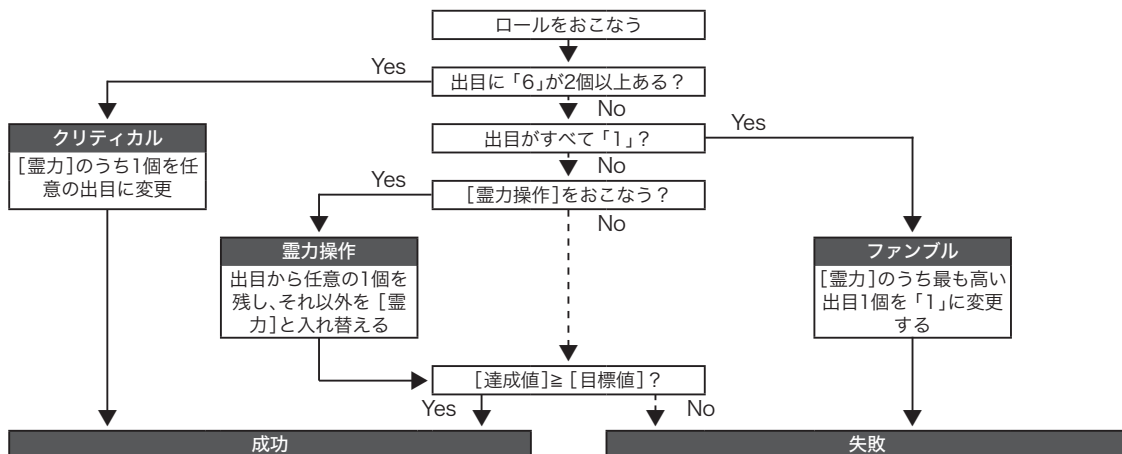 ロールをおこなう
Yes
出目に「6」が2個以上ある？
No
クリティカル
[霊力]のうち1個を任
意の出目に変更
出目がすべて「1」？
Yes
No
Yes
[霊力操作]をおこなう？
No
霊力操作
出目から任意の1個を
残し、それ以外を［霊
力]と入れ替える
ファンブル
[霊力]のうち最も高い
出目1個を「1」に変更
する
[達成値]≧［目標値]？
Yes
No
成功
失敗